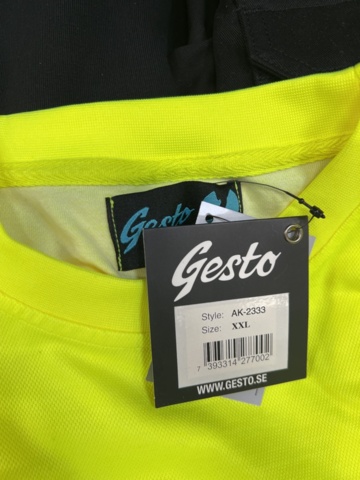 Gesto
Gesto
Style: AK-2333
Size: XXL
7 393314 277002
WWW.GESTO.SE